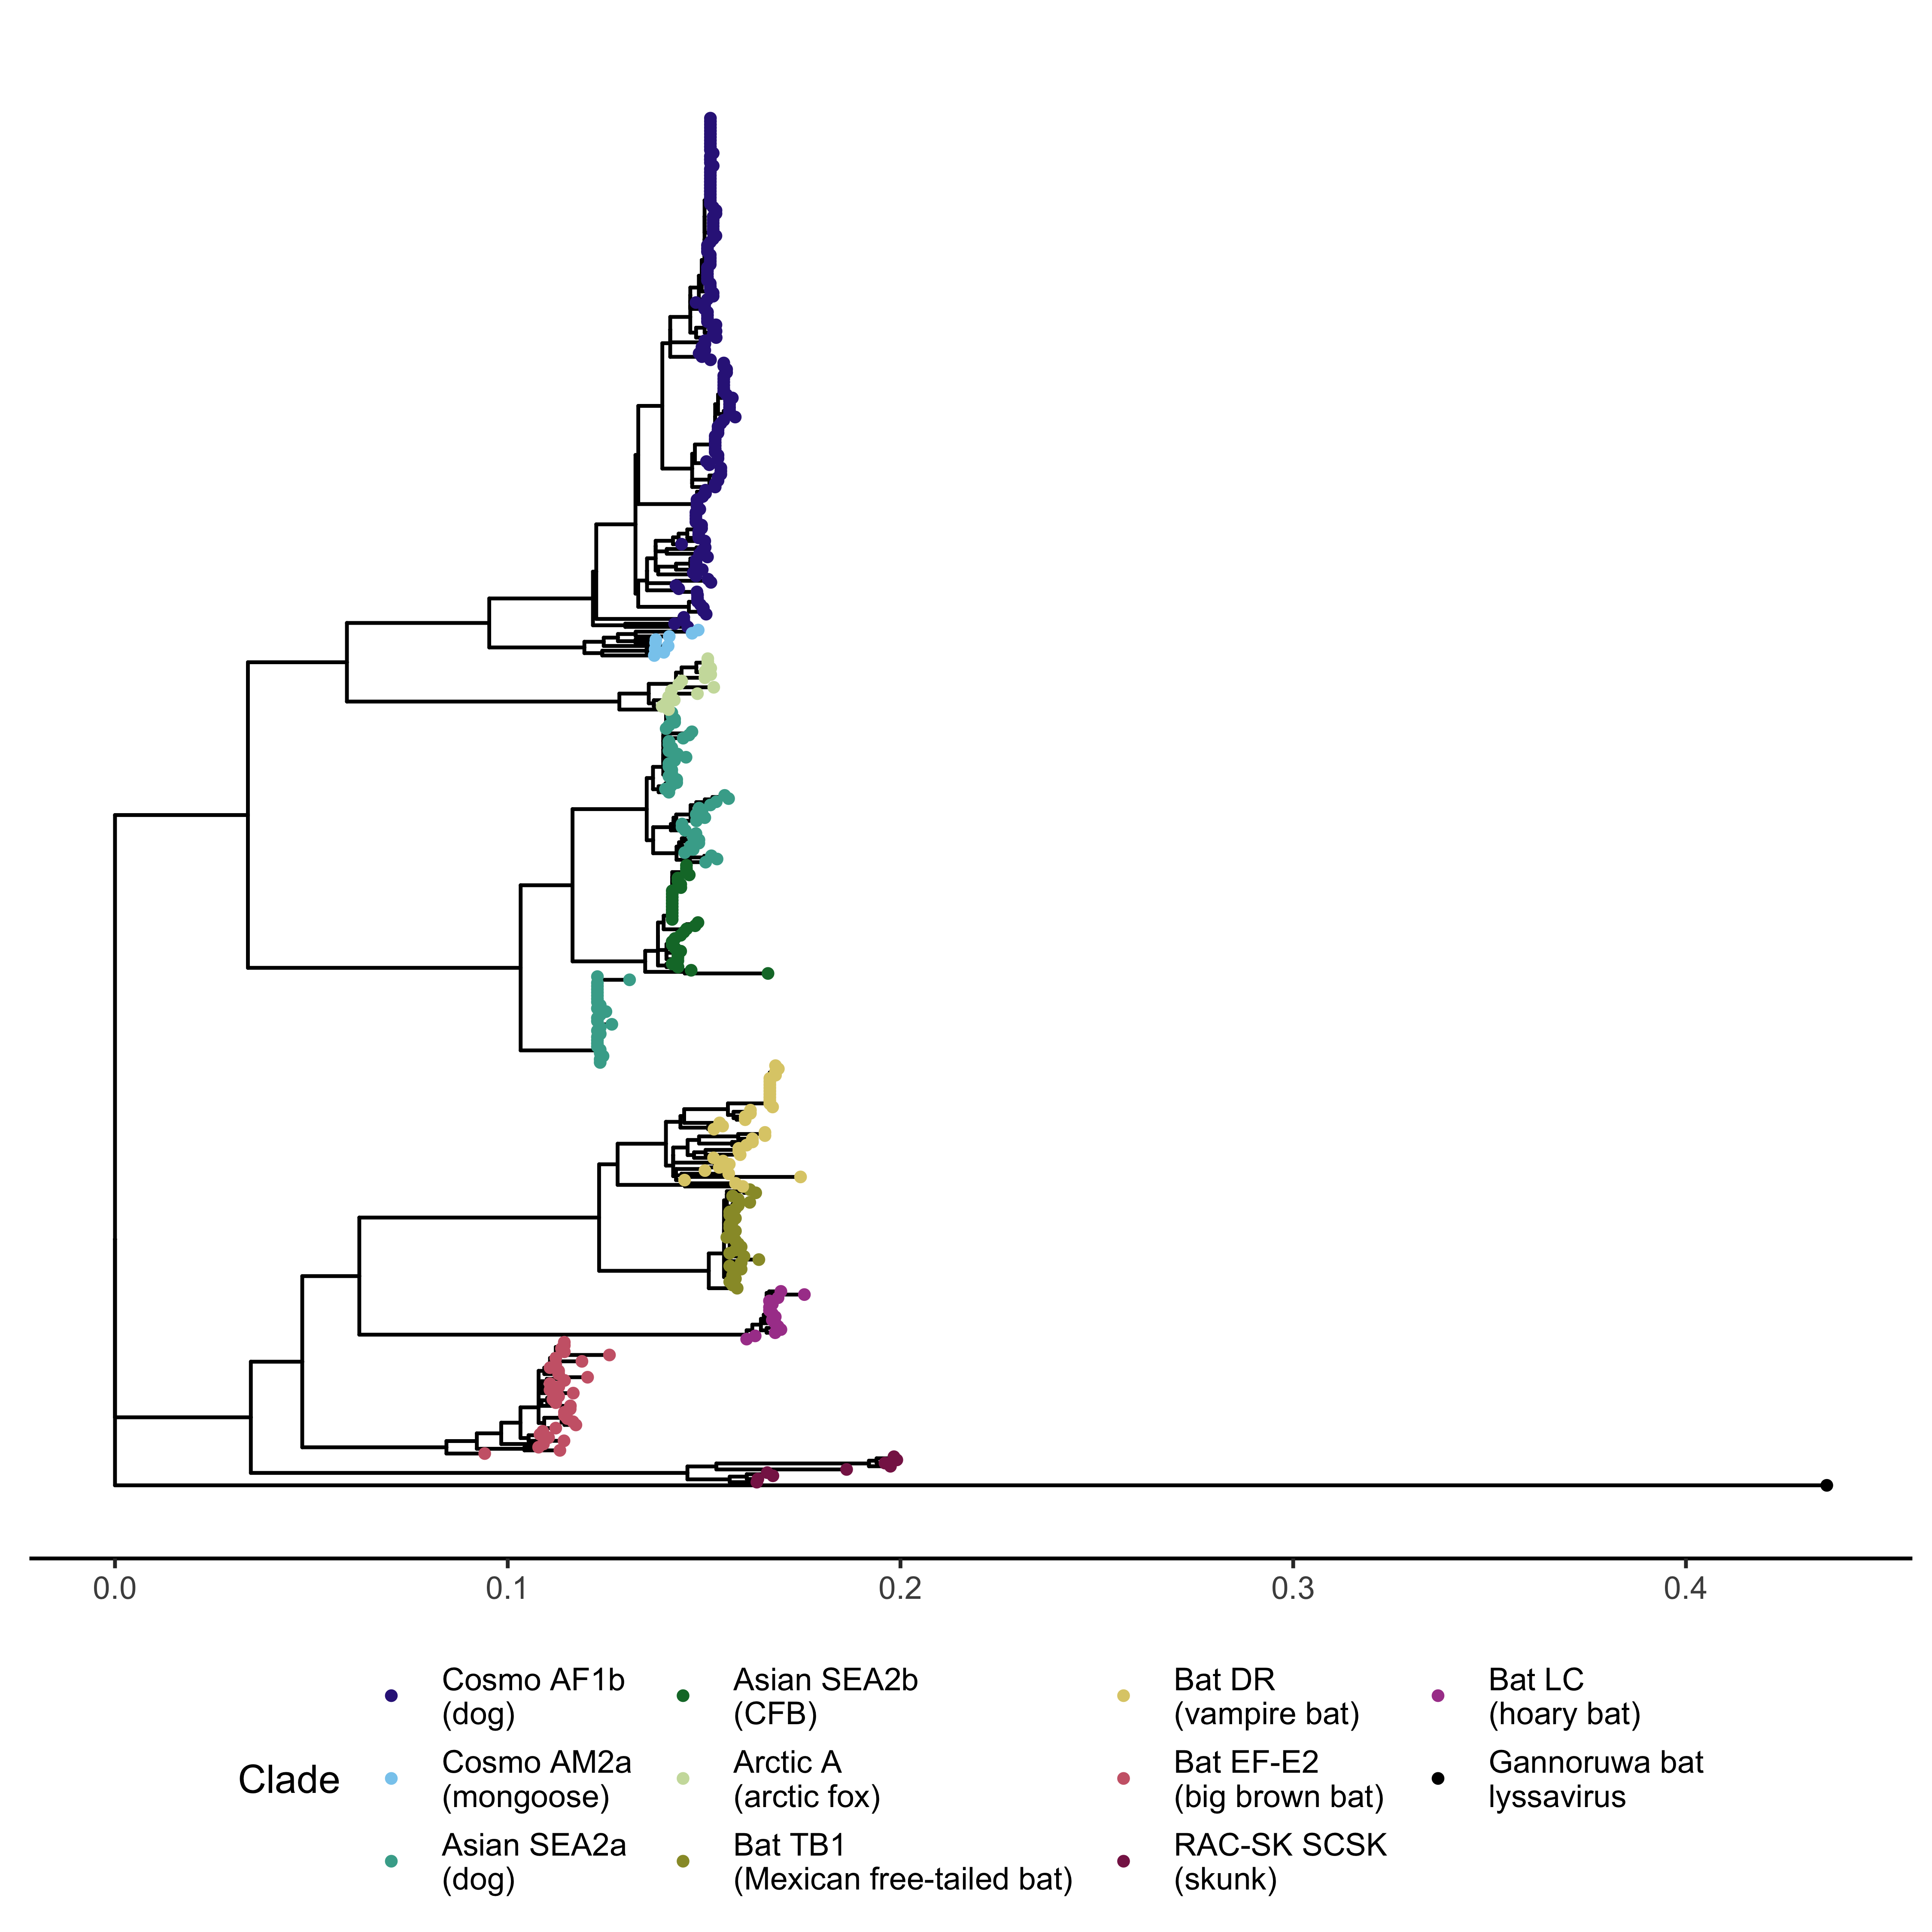 0.0 0.1 0.2 0.3 0.4
Clade
Cosmo AF1b
(dog)
Cosmo AM2a
(mongoose)
Asian SEA2a
(dog)
Asian SEA2b
(CFB)
Arctic A
(arctic fox)
Bat TB1
(Mexican free-tailed bat)
Bat DR
(vampire bat)
Bat EF-E2
(big brown bat)
RAC-SK SCSK
(skunk)
Bat LC
(hoary bat)
Gannoruwa bat
lyssavirus